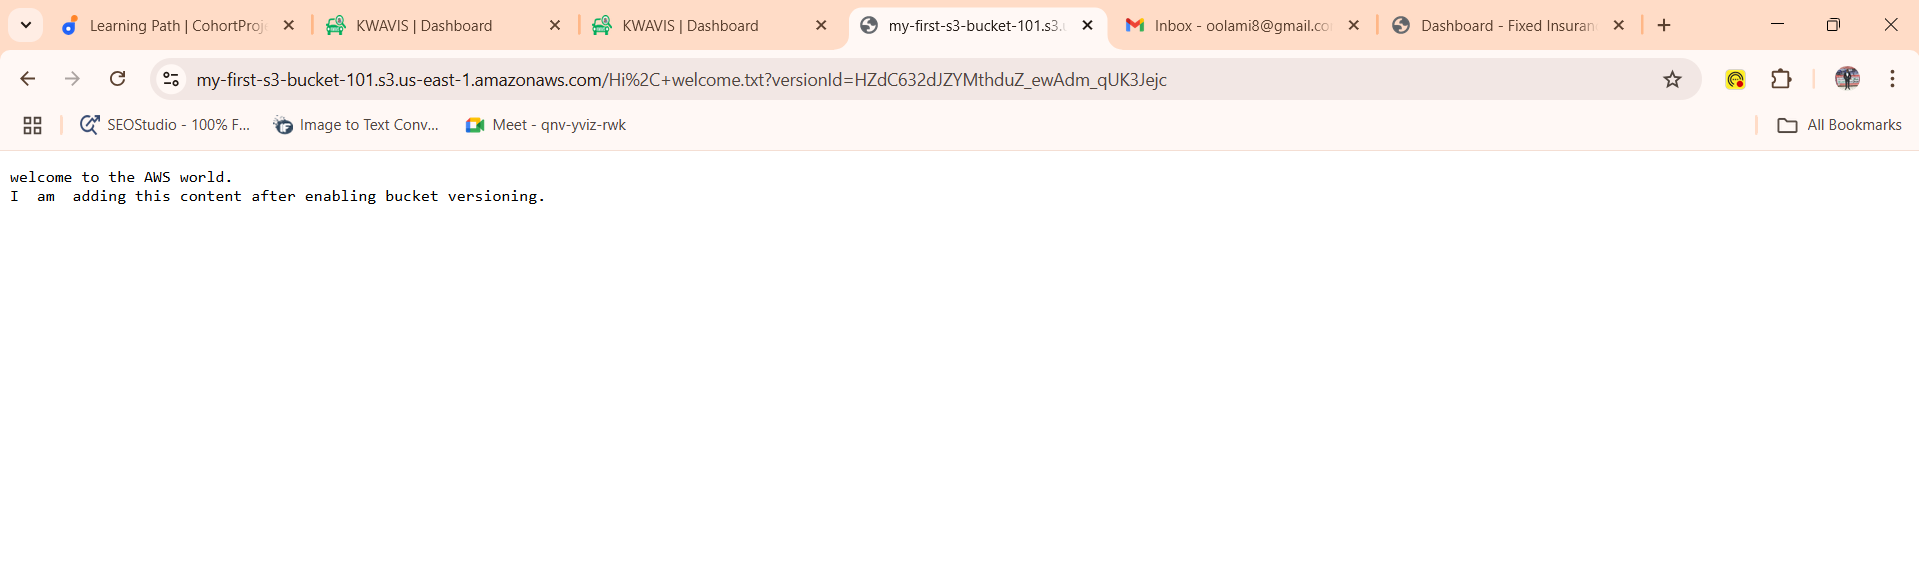 Learning Path | CohortProj
KWAVIS | Dashboard
KWAVIS | Dashboard
my-first-s3-bucket-101.s3.
Inbox - oolami8@gmail.co
Dashboard - Fixed Insuran
my-first-s3-bucket-101.s3.us-east-1.amazonaws.com/Hi%2C+welcome.txt?versionId=HZdC632dJZYMthduZ_ewAdm_qUK3Jejc
SEOStudio - 100% F...
Image to Text Conv...
Meet - qnv-yviz-rwk
All Bookmarks
welcome to the AWS world.
I  am  adding this content after enabling bucket versioning.